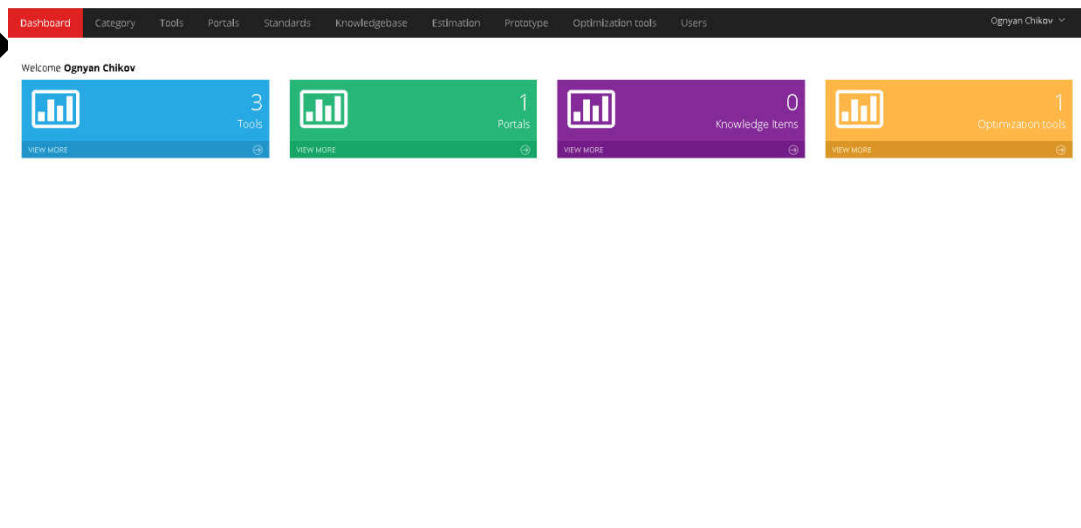 Dashboard Category Tools Portals Standards Knowledgebase Estimation Prototype Optimization tools Users Ognyan Chikov
Welcome Ognyan Chikov
3 1 0 1
Tools Portals Knowledge Items Optimization tools
VIEW MORE VIEW MORE VIEW MORE VIEW MORE